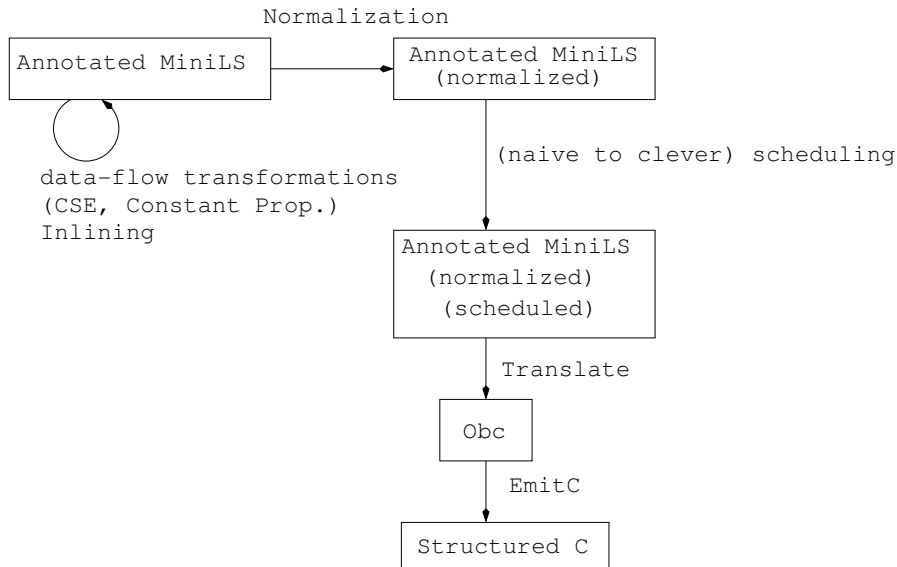 Normalization
Annotated MiniLS
Annotated MiniLS
(normalized)
(naive to clever) scheduling
data-flow transformations
(CSE, Constant Prop.)
Inlining
Annotated MiniLS
(normalized)
(scheduled)
Translate
Obc
EmitC
Structured C